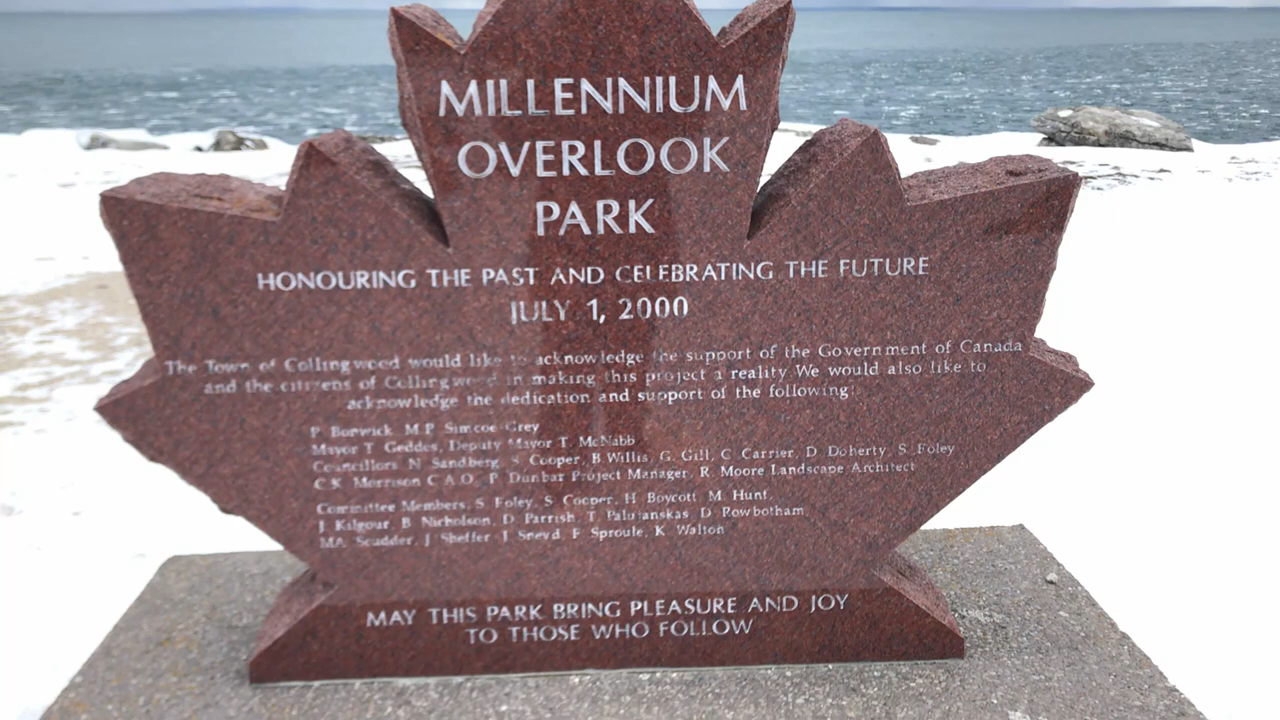 MILLENNIUM
OVERLOOK
PARK
HONOURING THE PAST AND CELEBRATING THE FUTURE
JULY 1, 2000
The Town of Collingwood would like to acknowledge the support of the Government of Canada
and the citizens of Collingwood in making this project a reality We would also like to
acknowledge the dedication and support of the following:
P. Bonwick M.P. Simcoe Grey
Mayor T. Geddes, Deputy Mayor T. McNabb
Councillors N. Sandberg, S Cooper, B Willis, G. Gill, C Carrier, D Doherty, S Foley
C.K. Morrison C.A.O., P Dunbar Project Manager, R. Moore Landscape Architect
Committee Members, S. Foley, S Cooper, H Boycott, M. Hunt,
J. Kilgour, B Nicholson, D. Parrish, T. D. Rowbotham,
MA. Scudder, J Sheffer, J Sneyd, F Sproule, K. Walton
MAY THIS PARK BRING PLEASURE AND JOY
TO THOSE WHO FOLLOW